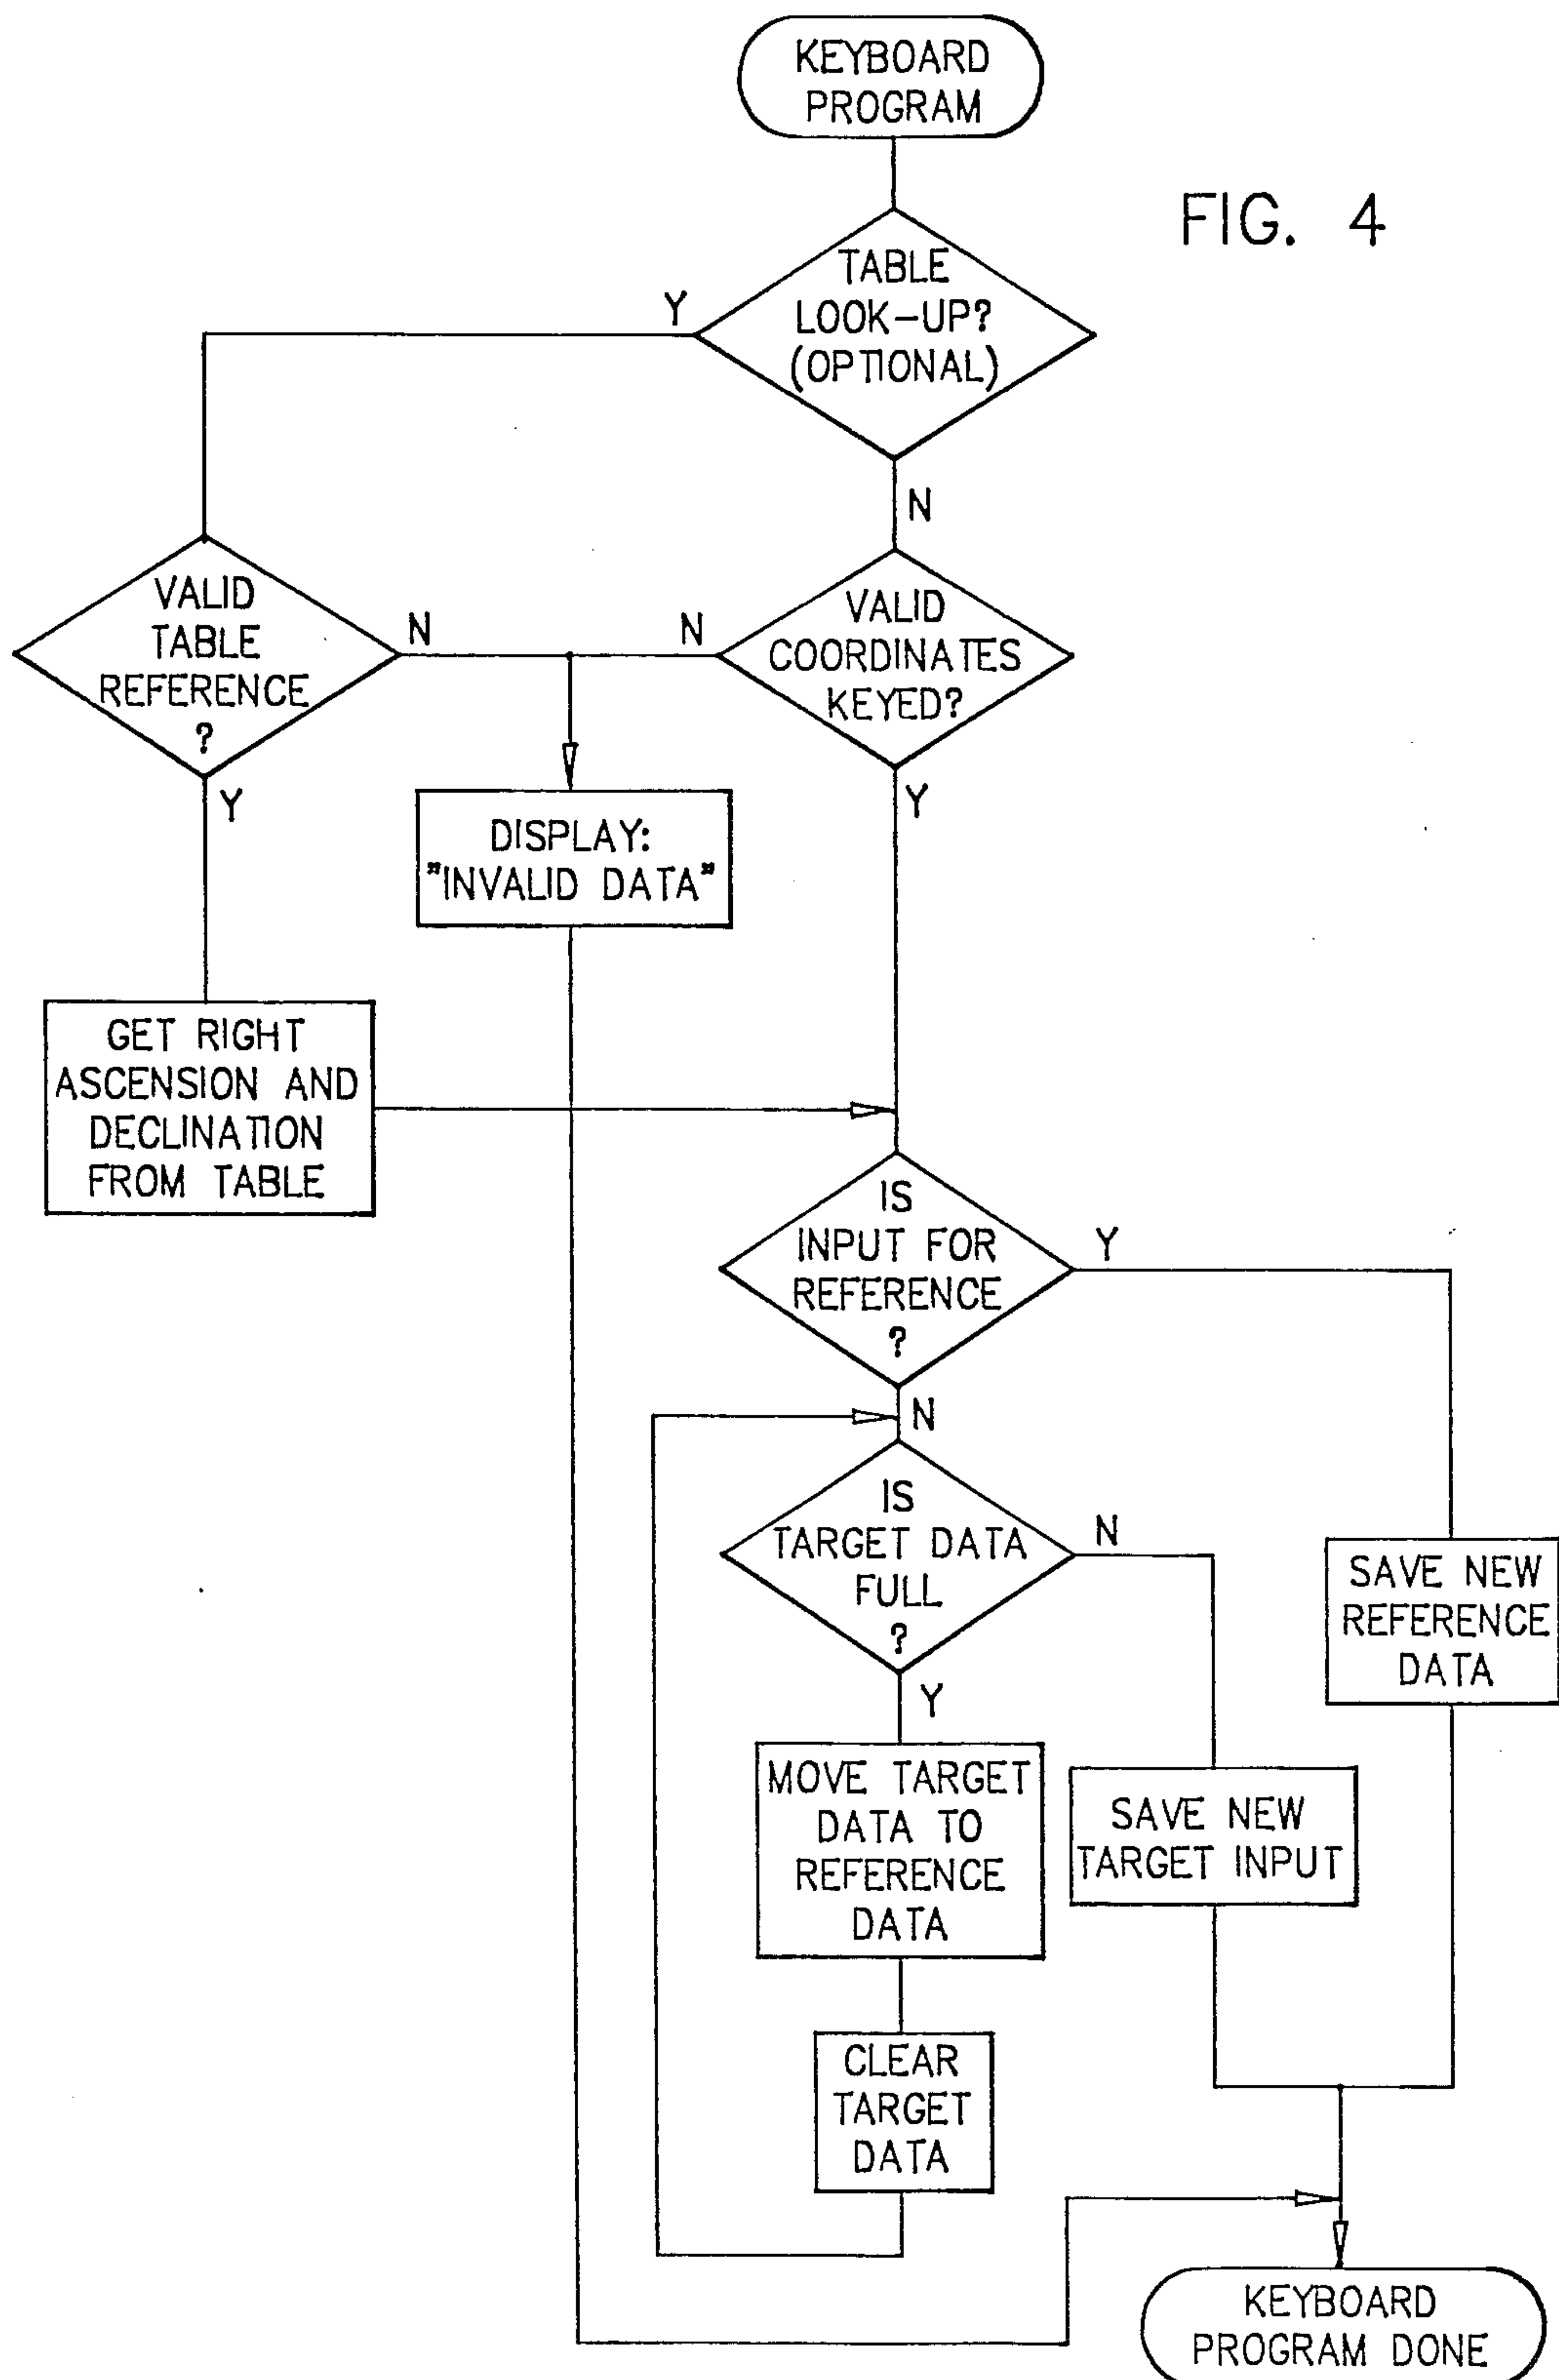 KEYBOARD
PROGRAM
FIG. 4
TABLE
LOOK-UP?
(OPTIONAL)
Y
N
VALID
TABLE
REFERENCE
?
N
Y
N
VALID
COORDINATES
KEYED?
Y
DISPLAY:
"INVALID DATA"
GET RIGHT
ASCENSION AND
DECLINATION
FROM TABLE
IS
INPUT FOR
REFERENCE
?
Y
N
IS
TARGET DATA
FULL
?
N
Y
SAVE NEW
REFERENCE
DATA
MOVE TARGET
DATA TO
REFERENCE
DATA
SAVE NEW
TARGET INPUT
CLEAR
TARGET
DATA
KEYBOARD
PROGRAM DONE